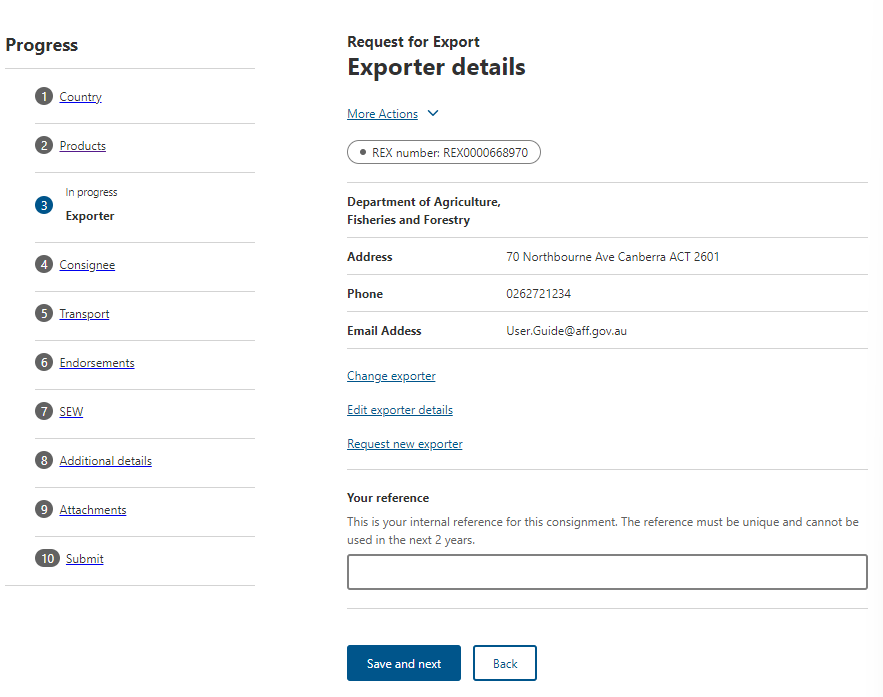 Progress
1 Country
2 Products
In progress
3 Exporter
4 Consignee
5 Transport
6 Endorsements
7 SEW
8 Additional details
9 Attachments
10 Submit
Request for Export
Exporter details
More Actions
REX number: REX0000668970
Department of Agriculture,
Fisheries and Forestry
Address 70 Northbourne Ave Canberra ACT 2601
Phone 0262721234
Email Addess User.Guide@aff.gov.au
Change exporter
Edit exporter details
Request new exporter
Your reference
This is your internal reference for this consignment. The reference must be unique and cannot be
used in the next 2 years.
Save and next Back